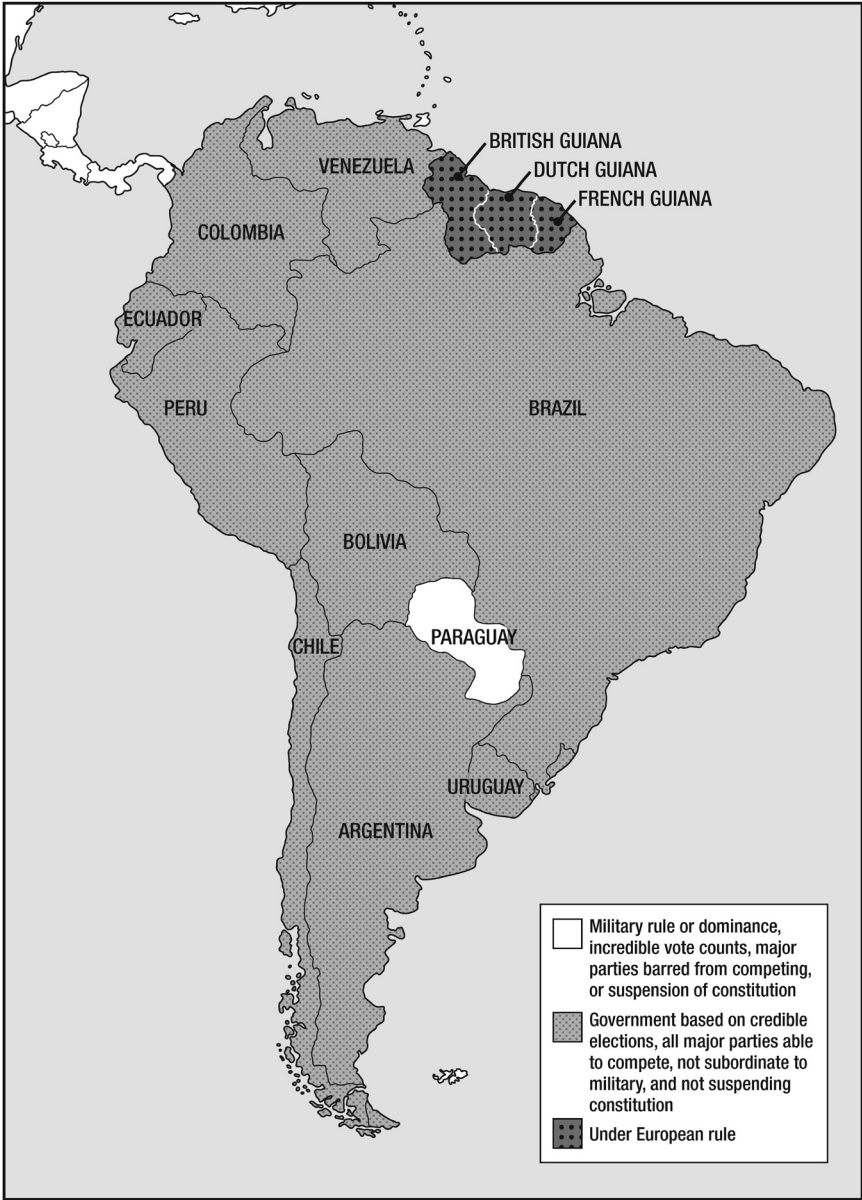 BRITISH GUIANA
DUTCH GUIANA
FRENCH GUIANA
VENEZUELA
COLOMBIA
ECUADOR
PERU
BRAZIL
BOLIVIA
PARAGUAY
CHILE
URUGUAY
ARGENTINA
Military rule or dominance,
incredible vote counts, major
parties barred from competing,
or suspension of constitution
Government based on credible
elections, all major parties able
to compete, not subordinate to
military, and not suspending
constitution
Under European rule